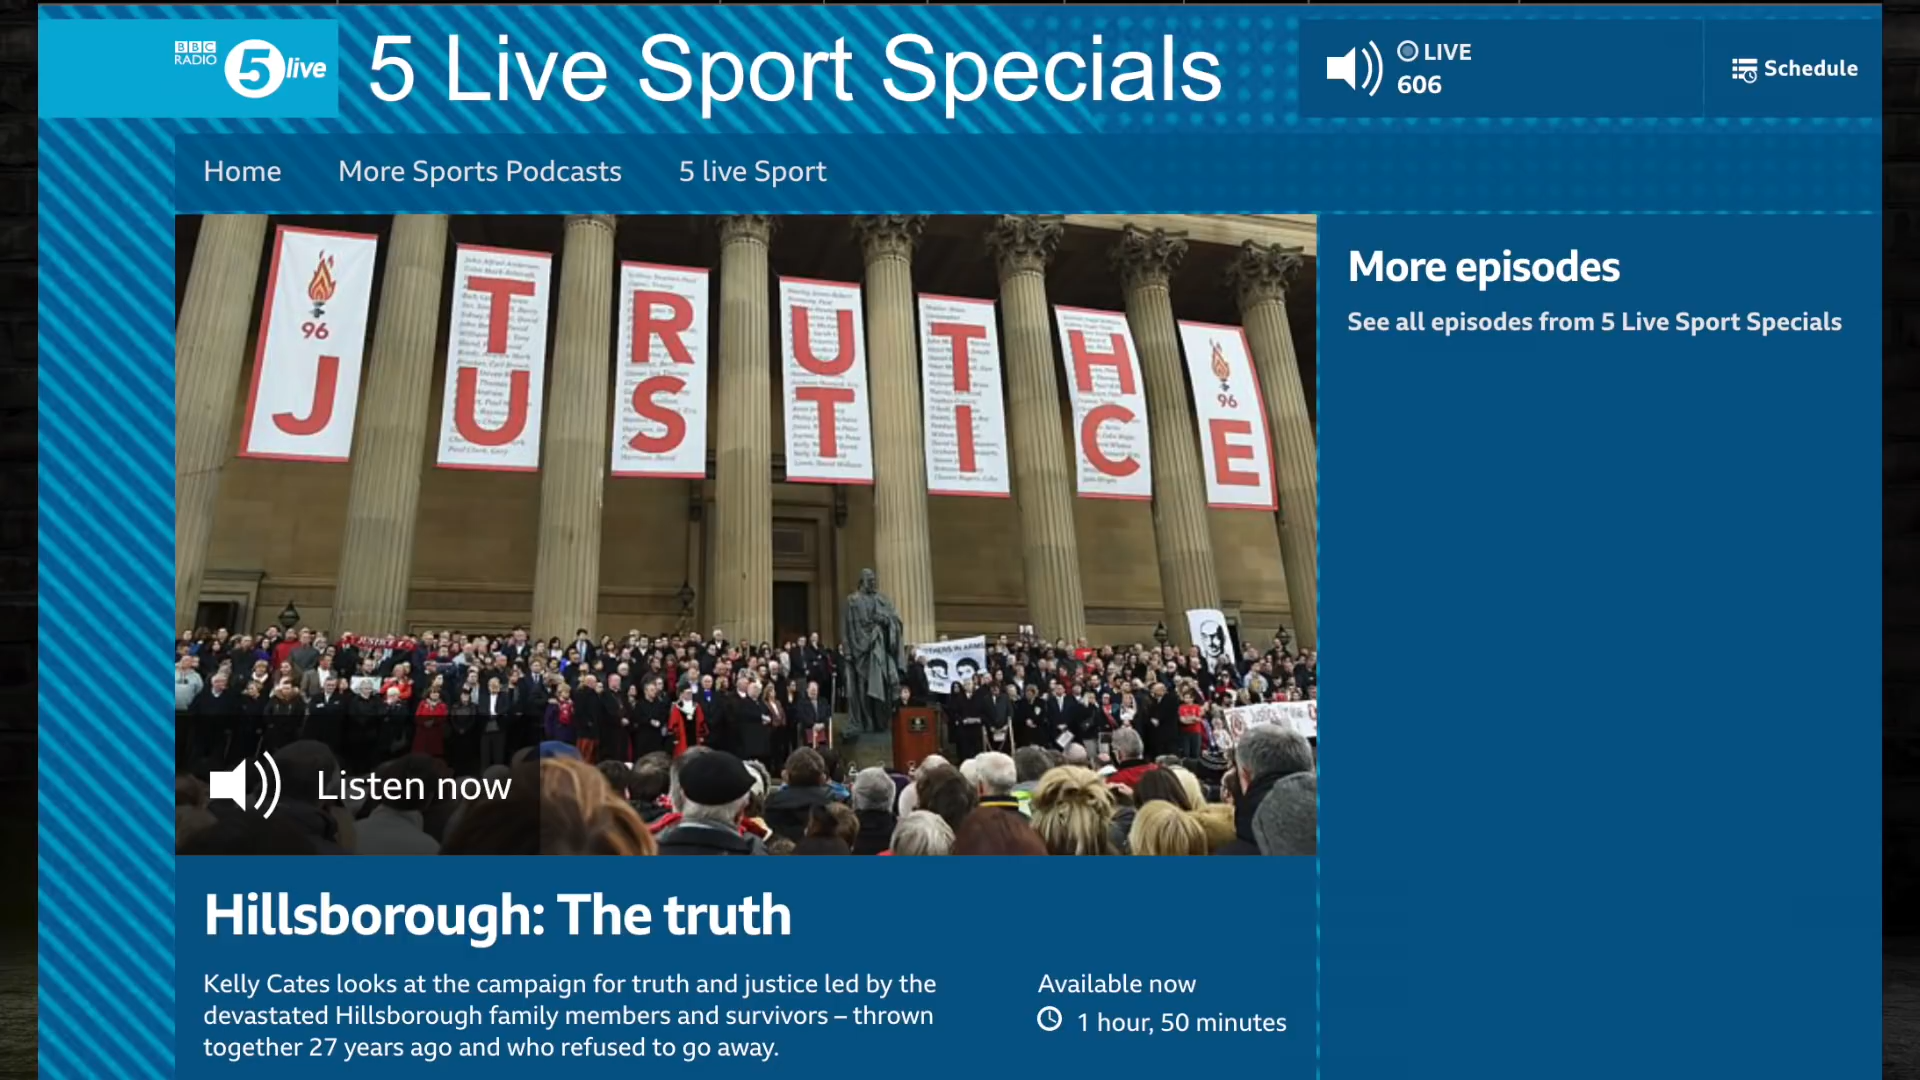 BBC
RADIO
5 live
5 Live Sport Specials
LIVE
606
Schedule
Home
More Sports Podcasts
5 live Sport
More episodes
See all episodes from 5 Live Sport Specials
96
T R U T H
96
J U S T I C E
Listen now
Hillsborough: The truth
Kelly Cates looks at the campaign for truth and justice led by the
devastated Hillsborough family members and survivors – thrown
together 27 years ago and who refused to go away.
Available now
1 hour, 50 minutes